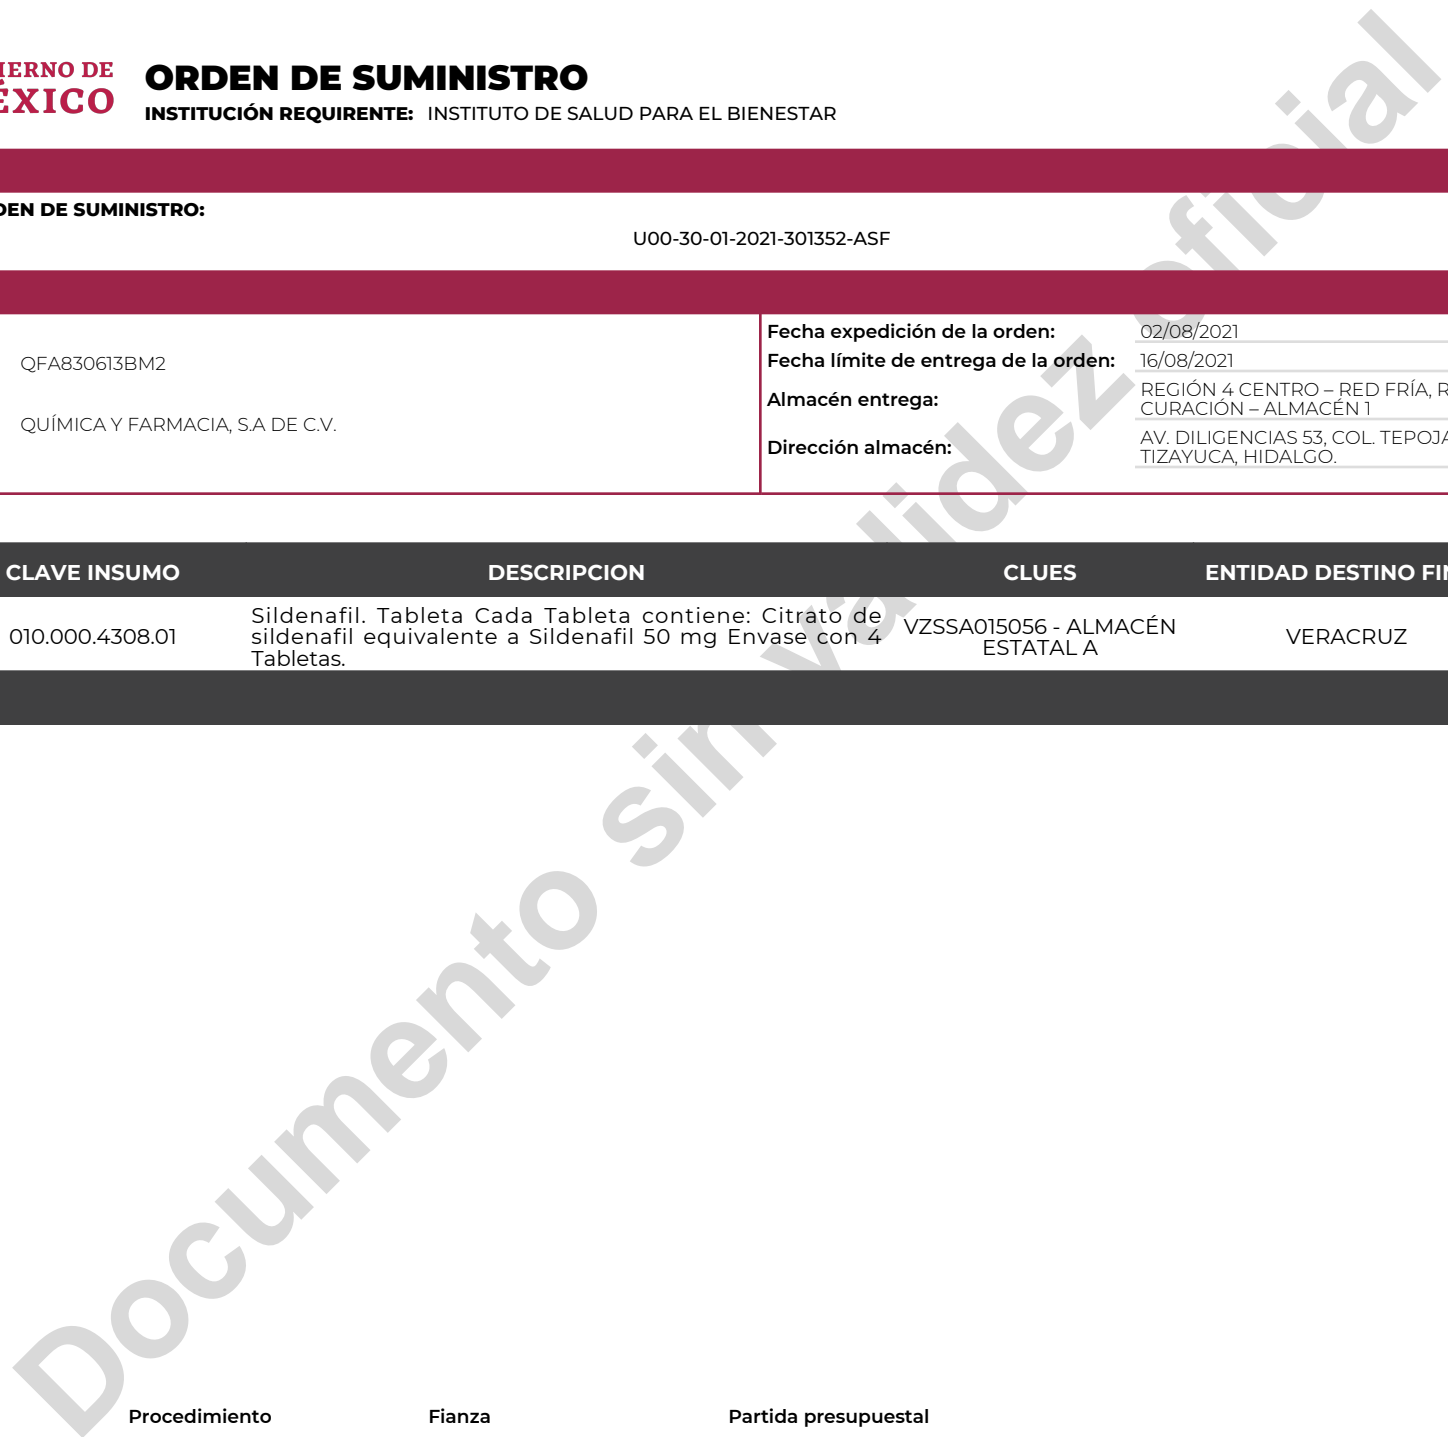 IERNO DE
ÉXICO
ORDEN DE SUMINISTRO
INSTITUCIÓN REQUIRENTE: INSTITUTO DE SALUD PARA EL BIENESTAR
DEN DE SUMINISTRO:
U00-30-01-2021-301352-ASF
QFA830613BM2
QUÍMICA Y FARMACIA, S.A DE C.V.
Fecha expedición de la orden: 02/08/2021
Fecha límite de entrega de la orden: 16/08/2021
Almacén entrega: REGIÓN 4 CENTRO – RED FRÍA, R
CURACIÓN – ALMACÉN 1
Dirección almacén: AV. DILIGENCIAS 53, COL. TEPOJA
TIZAYUCA, HIDALGO.
CLAVE INSUMO DESCRIPCION CLUES ENTIDAD DESTINO FIN
010.000.4308.01
Sildenafil. Tableta Cada Tableta contiene: Citrato de
sildenafil equivalente a Sildenafil 50 mg Envase con 4
Tabletas.
VZSSA015056 - ALMACÉN
ESTATAL A
VERACRUZ
Documento sin validez oficial
Procedimiento Fianza Partida presupuestal